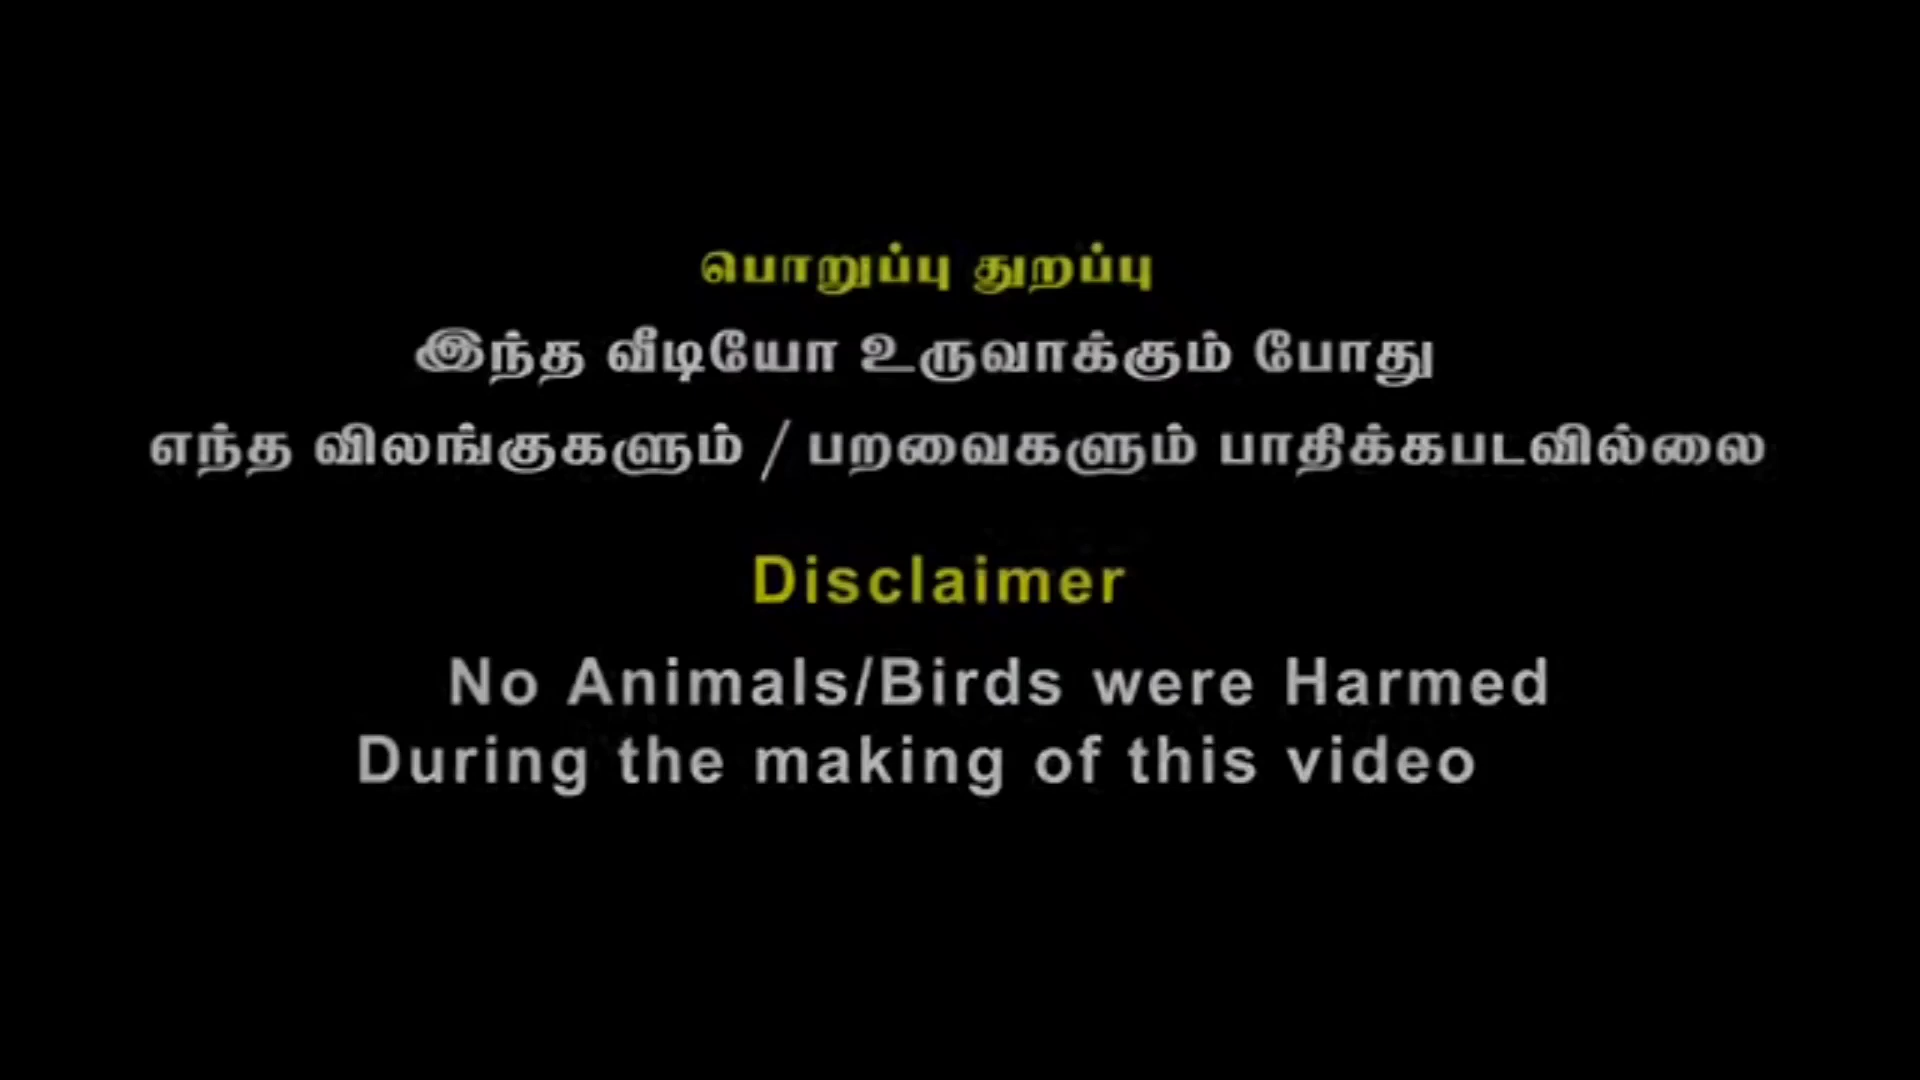 பொறுப்பு துறப்பு
இந்த வீடியோ உருவாக்கும் போது
எந்த விலங்குகளும் / பறவைகளும் பாதிக்கபடவில்லை
Disclaimer
No Animals/Birds were Harmed
During the making of this video